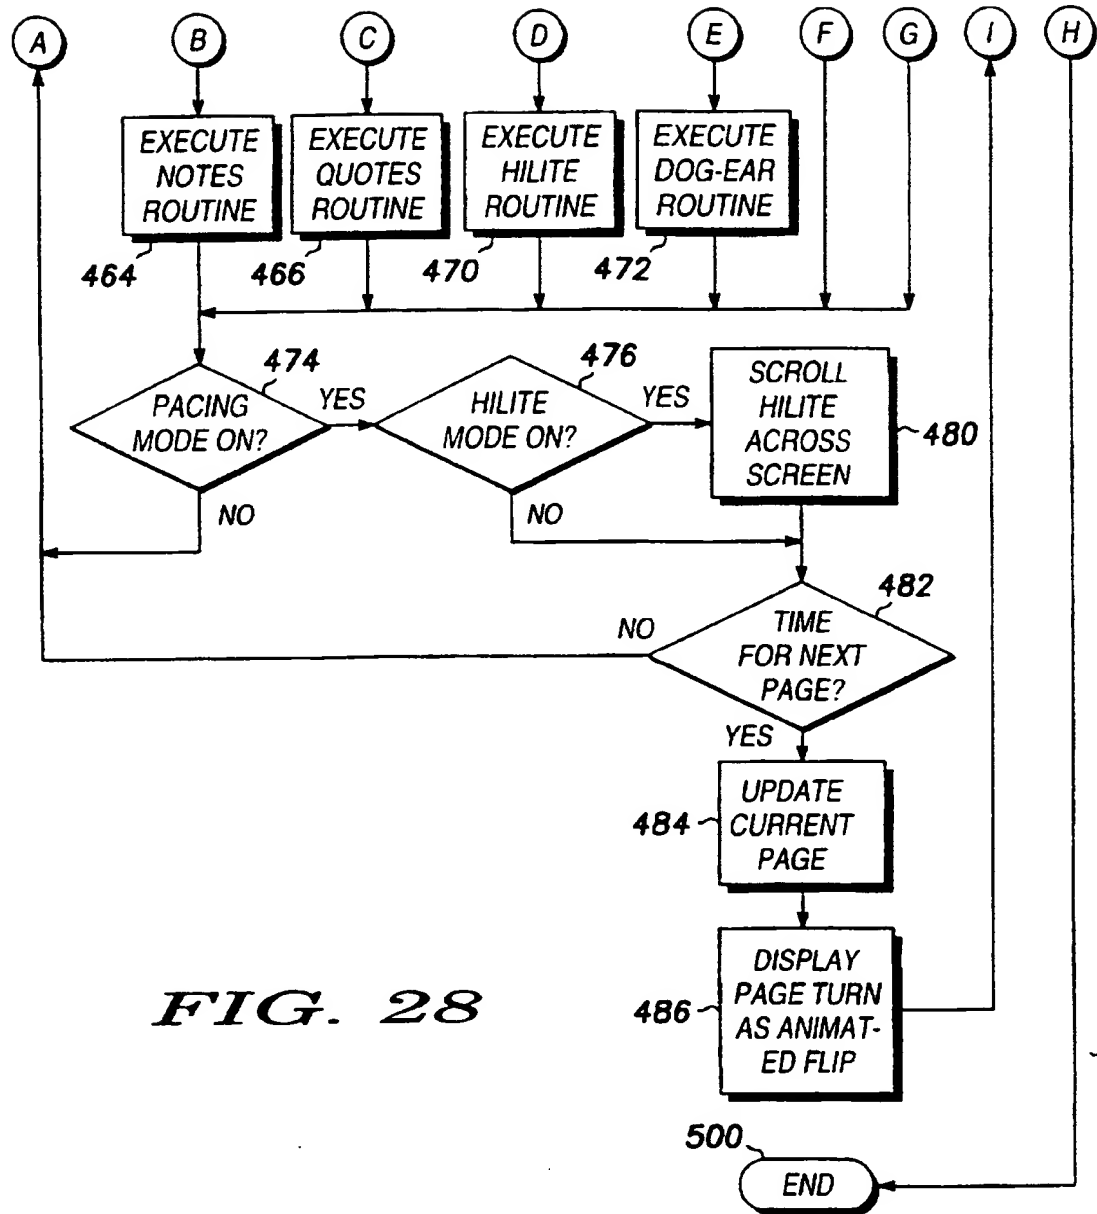 A B C D E F G I H
EXECUTE
NOTES
ROUTINE
464
EXECUTE
QUOTES
ROUTINE
466
EXECUTE
HILITE
ROUTINE
470
EXECUTE
DOG-EAR
ROUTINE
472
474
PACING
MODE ON?
YES
NO
476
HILITE
MODE ON?
YES
NO
SCROLL
HILITE
ACROSS
SCREEN
480
482
TIME
FOR NEXT
PAGE?
NO
YES
UPDATE
CURRENT
PAGE
484
DISPLAY
PAGE TURN
AS ANIMAT-
ED FLIP
486
FIG. 28
500
END